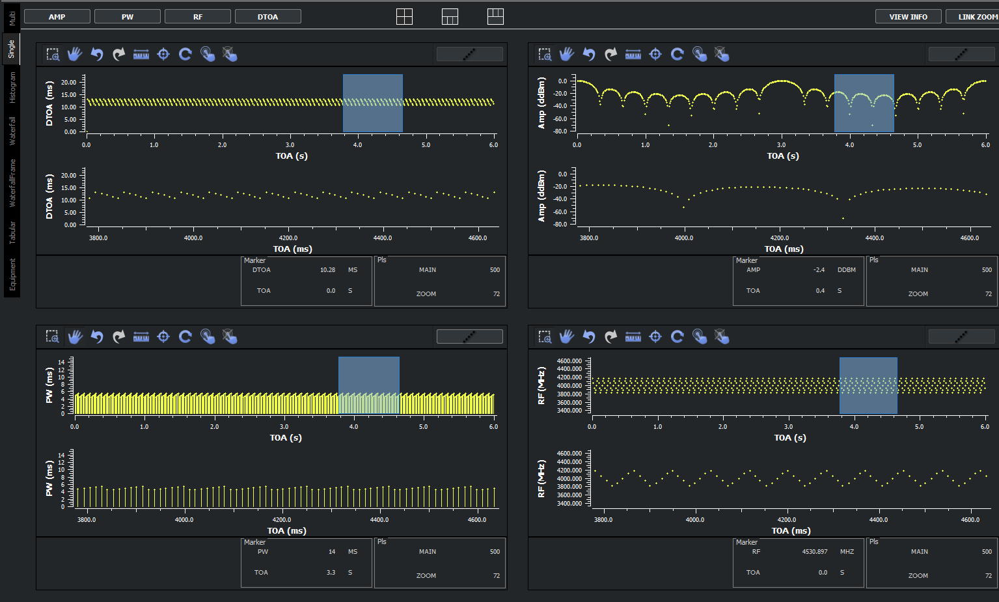 AMP PW RF DTOA VIEW INFO LINK ZOOM
Multi
Single
Histogram
Waterfall
WaterfallFrame
Tabular
Equipment
DTOA (ms)
20.00
15.00
10.00
5.00
0.00
0.0 1.0 2.0 3.0 4.0 5.0 6.0
TOA (s)
DTOA (ms)
20.00
15.00
10.00
5.00
0.00
3800.0 4000.0 4200.0 4400.0 4600.0
TOA (ms)
Marker
DTOA 10.28 MS
TOA 0.0 S
Pls
MAIN 500
ZOOM 72
Amp (ddBm)
0.0
-20.0
-40.0
-60.0
-80.0
0.0 1.0 2.0 3.0 4.0 5.0 6.0
TOA (s)
Amp (ddBm)
0.0
-20.0
-40.0
-60.0
-80.0
3800.0 4000.0 4200.0 4400.0 4600.0
TOA (ms)
Marker
AMP -2.4 DDBM
TOA 0.4 S
Pls
MAIN 500
ZOOM 72
PW (ms)
14
12
10
8
6
4
2
0
0.0 1.0 2.0 3.0 4.0 5.0 6.0
TOA (s)
PW (ms)
14
12
10
8
6
4
2
0
3800.0 4000.0 4200.0 4400.0 4600.0
TOA (ms)
Marker
PW 14 MS
TOA 3.3 S
Pls
MAIN 500
ZOOM 72
RF (MHz)
4600.000
4400.000
4200.000
4000.000
3800.000
3600.000
3400.000
0.0 1.0 2.0 3.0 4.0 5.0 6.0
TOA (s)
RF (MHz)
4600.000
4400.000
4200.000
4000.000
3800.000
3600.000
3400.000
3800.0 4000.0 4200.0 4400.0 4600.0
TOA (ms)
Marker
RF 4530.897 MHZ
TOA 0.0 S
Pls
MAIN 500
ZOOM 72